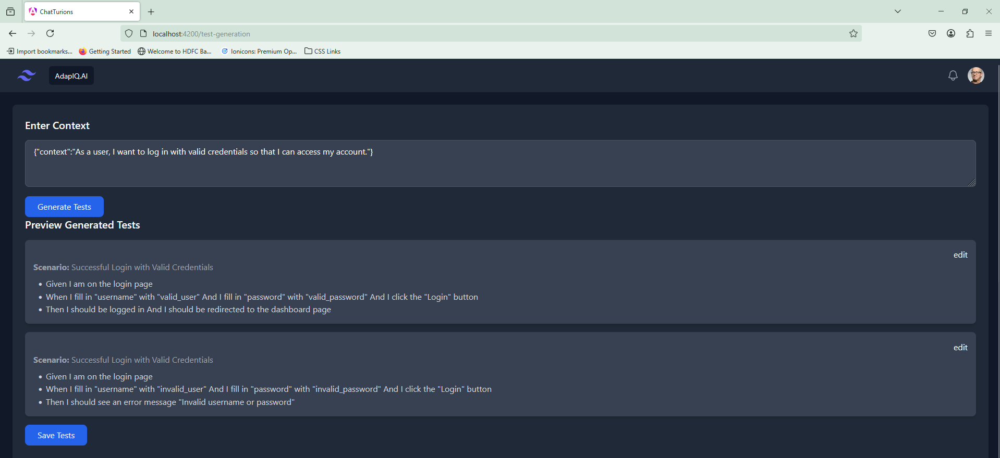 ChatTurions
localhost:4200/test-generation
Import bookmarks... Getting Started Welcome to HDFC Ba... Ionicons: Premium Op... CSS Links
AdapIQ.AI
Enter Context
{"context":"As a user, I want to log in with valid credentials so that I can access my account."}
Generate Tests
Preview Generated Tests
edit
Scenario: Successful Login with Valid Credentials
• Given I am on the login page
• When I fill in "username" with "valid_user" And I fill in "password" with "valid_password" And I click the "Login" button
• Then I should be logged in And I should be redirected to the dashboard page
edit
Scenario: Successful Login with Valid Credentials
• Given I am on the login page
• When I fill in "username" with "invalid_user" And I fill in "password" with "invalid_password" And I click the "Login" button
• Then I should see an error message "Invalid username or password"
Save Tests